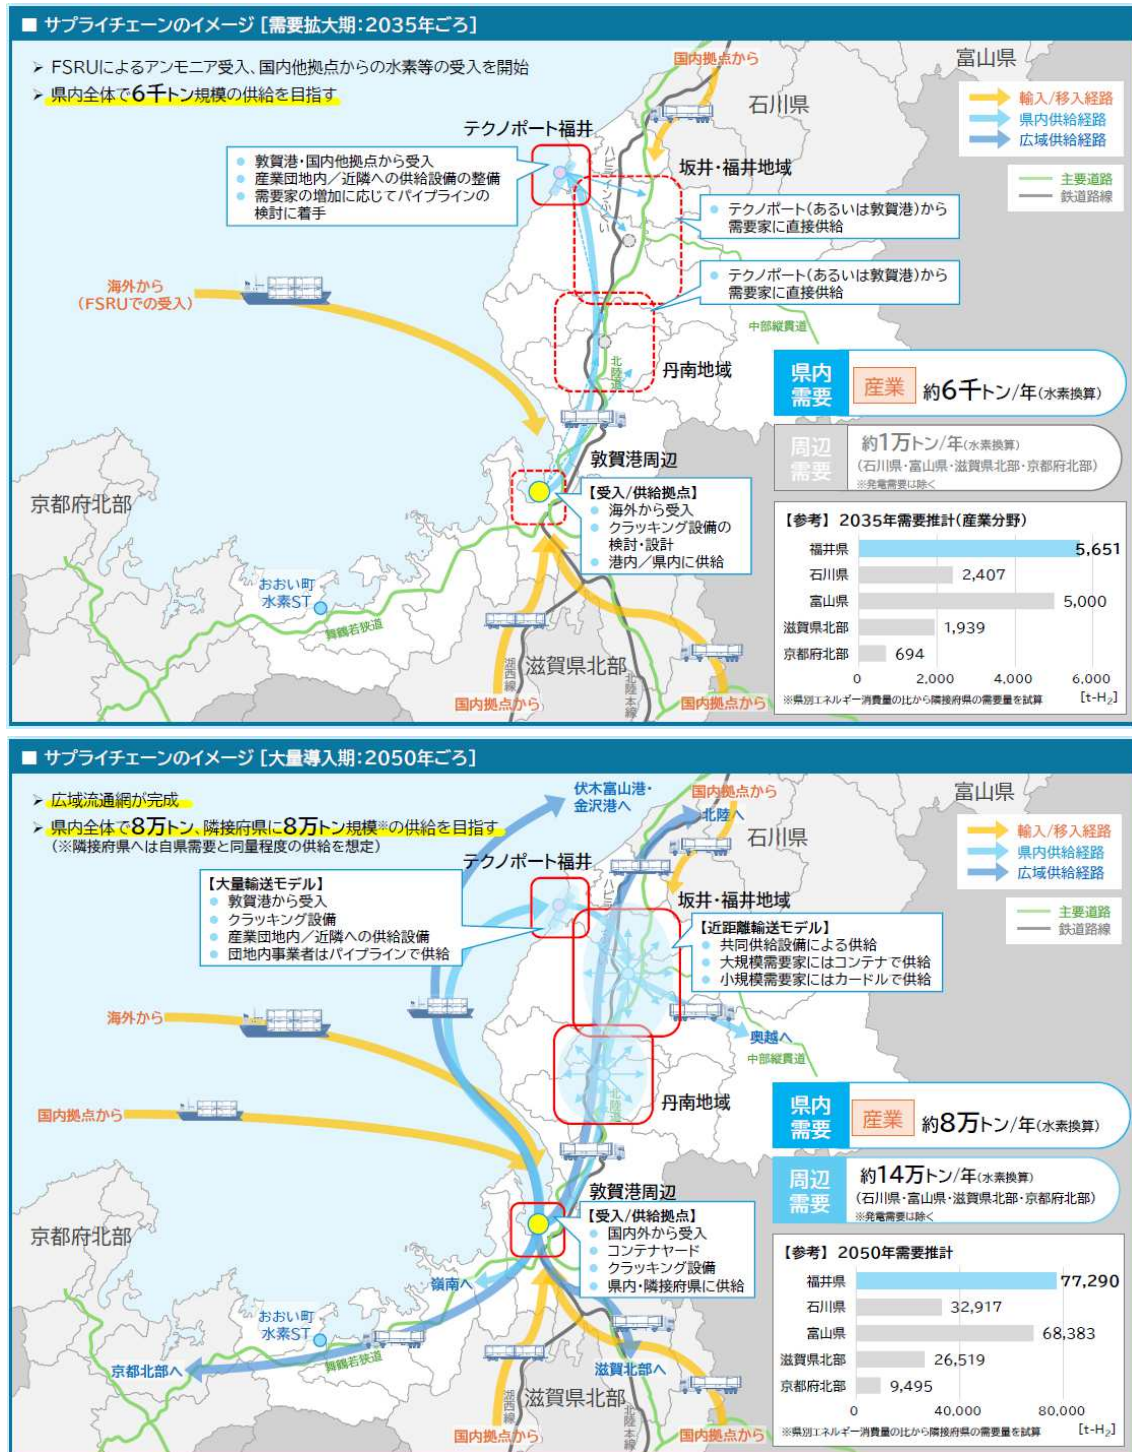 ■ サプライチェーンのイメージ [需要拡大期:2035年ごろ]
➢ FSRUによるアンモニア受入、国内他拠点からの水素等の受入を開始
➢ 県内全体で6千トン規模の供給を目指す
国内拠点から
富山県
石川県
輸入/移入経路
県内供給経路
広域供給経路
主要道路
鉄道路線
テクノポート福井
● 敦賀港・国内他拠点から受入
● 産業団地内/近隣への供給設備の整備
● 需要家の増加に応じてパイプラインの
検討に着手
坂井・福井地域
● テクノポート(あるいは敦賀港)から
需要家に直接供給
● テクノポート(あるいは敦賀港)から
需要家に直接供給
海外から
(FSRUでの受入)
中部縦貫道
北陸道
丹南地域
県内
需要
産業
約6千トン/年(水素換算)
周辺
需要
約1万トン/年(水素換算)
(石川県・富山県・滋賀県北部・京都府北部)
※発電需要は除く
敦賀港周辺
【受入/供給拠点】
● 海外から受入
● クラッキング設備の
検討・設計
● 港内/県内に供給
京都府北部
おおい町
水素ST
舞鶴若狭道
湖西線
滋賀県北部
北陸本線
国内拠点から
国内拠点から
【参考】 2035年需要推計(産業分野)
福井県 5,651
石川県 2,407
富山県 5,000
滋賀県北部 1,939
京都府北部 694
0 2,000 4,000 6,000
※県別エネルギー消費量の比から隣接府県の需要量を試算 [t-H₂]
■ サプライチェーンのイメージ [大量導入期:2050年ごろ]
➢ 広域流通網が完成
➢ 県内全体で8万トン、隣接府県に8万トン規模※の供給を目指す
(※隣接府県へは自県需要と同量程度の供給を想定)
伏木富山港・
金沢港へ
国内拠点から
北陸へ
富山県
石川県
輸入/移入経路
県内供給経路
広域供給経路
主要道路
鉄道路線
テクノポート福井
【大量輸送モデル】
● 敦賀港から受入
● クラッキング設備
● 産業団地内/近隣への供給設備
● 団地内事業者はパイプラインで供給
坂井・福井地域
【近距離輸送モデル】
● 共同供給設備による供給
● 大規模需要家にはコンテナで供給
● 小規模需要家にはカードルで供給
海外から
奥越へ
中部縦貫道
国内拠点から
北陸道
丹南地域
県内
需要
産業
約8万トン/年(水素換算)
周辺
需要
約14万トン/年(水素換算)
(石川県・富山県・滋賀県北部・京都府北部)
※発電需要は除く
敦賀港周辺
【受入/供給拠点】
● 国内外から受入
● コンテナヤード
● クラッキング設備
● 県内・隣接府県に供給
京都府北部
嶺南へ
おおい町
水素ST
舞鶴若狭道
京都北部へ
滋賀北部へ
湖西線
滋賀県北部
国内拠点から
国内拠点から
【参考】 2050年需要推計
福井県 77,290
石川県 32,917
富山県 68,383
滋賀県北部 26,519
京都府北部 9,495
0 40,000 80,000
※県別エネルギー消費量の比から隣接府県の需要量を試算 [t-H₂]